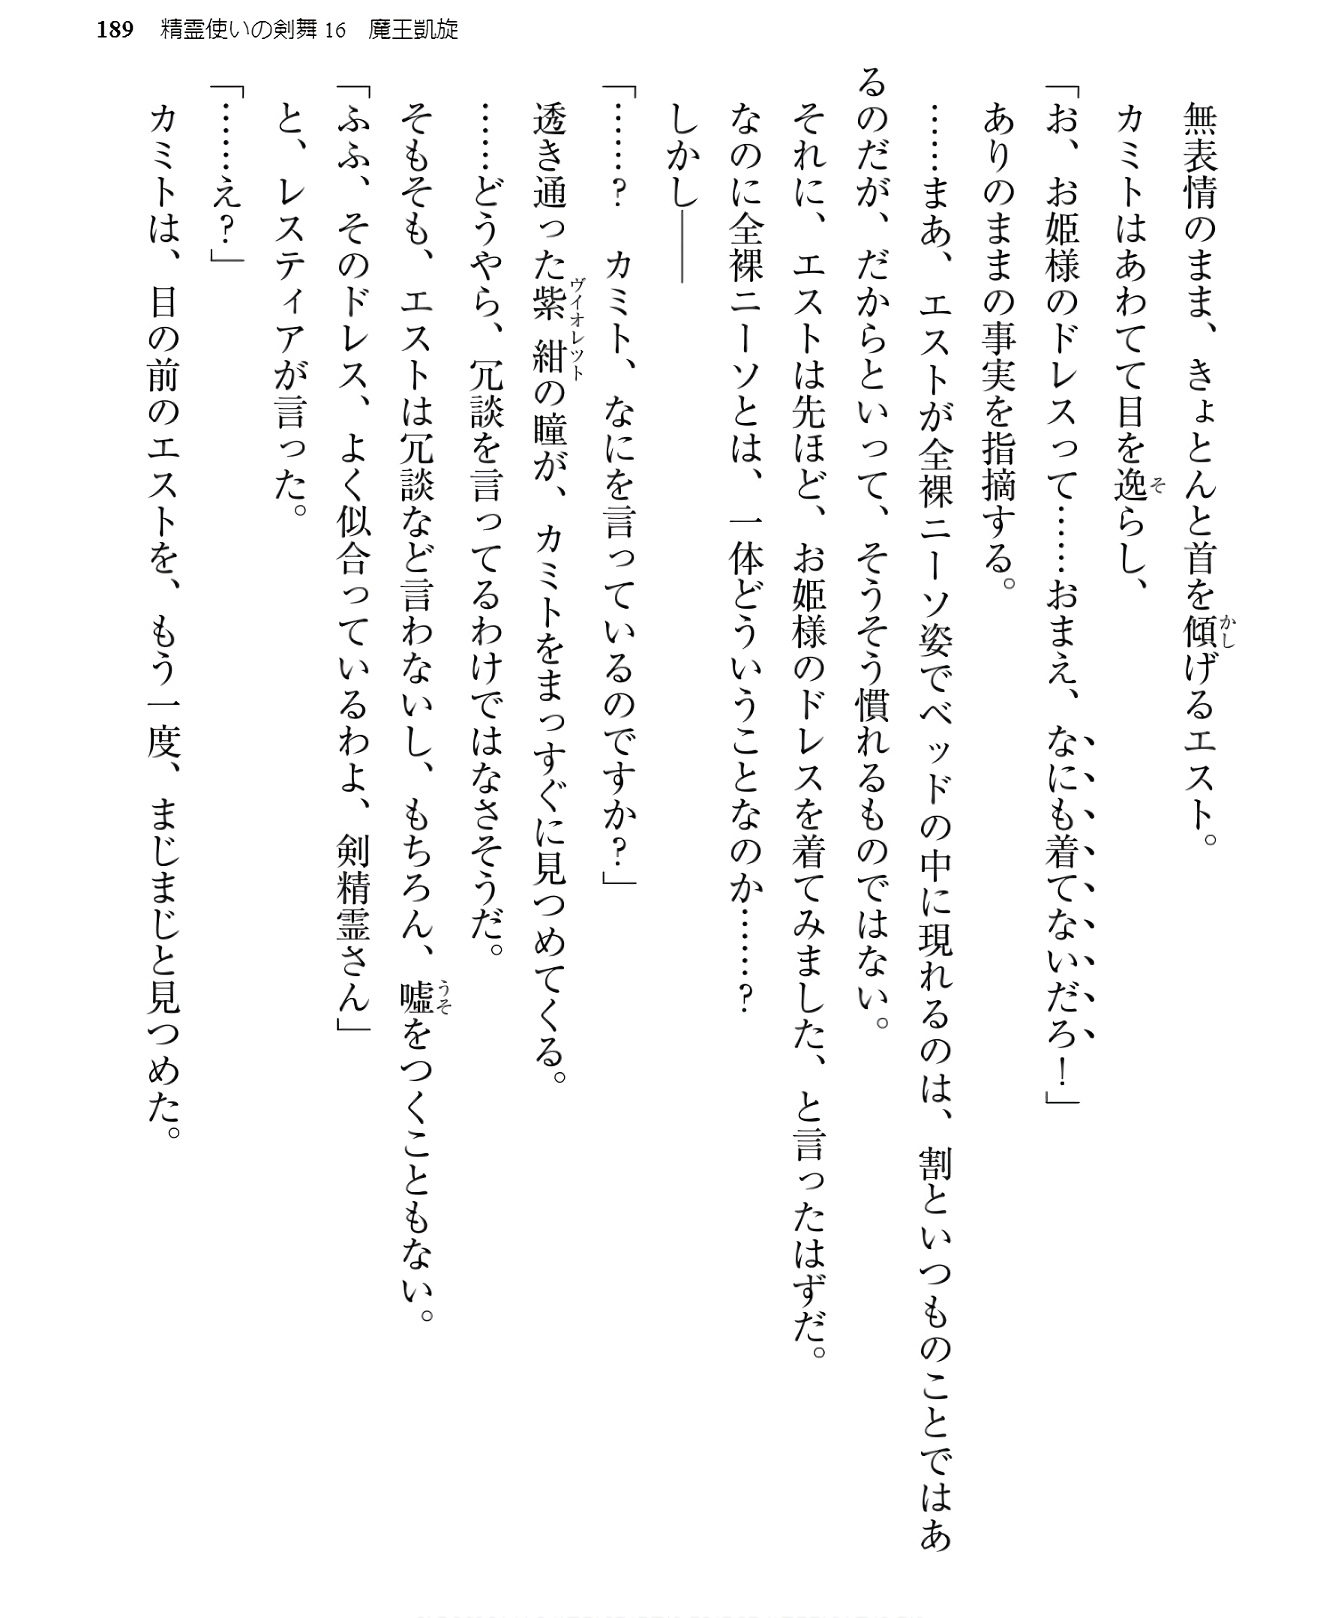 189 精霊使いの剣舞16 魔王凱旋
無表情のまま、きょとんと首を傾げるエスト。
カミトはあわてて目を逸らし、
「お、お姫様のドレスって……おまえ、なにも着てないだろ！」
ありのままの事実を指摘する。
……まあ、エストが全裸ニーソ姿でベッドの中に現れるのは、割といつものことではあ
るのだが、だからといって、そうそう慣れるものではない。
それに、エストは先ほど、お姫様のドレスを着てみました、と言ったはずだ。
なのに全裸ニーソとは、一体どういうことなのか……？
しかし――
「……？　カミト、なにを言っているのですか？」
透き通った紫紺の瞳が、カミトをまっすぐに見つめてくる。
……どうやら、冗談を言ってるわけではなさそうだ。
そもそも、エストは冗談など言わないし、もちろん、嘘をつくこともない。
「ふふ、そのドレス、よく似合っているわよ、剣精霊さん」
と、レスティアが言った。
「……え？」
カミトは、目の前のエストを、もう一度、まじまじと見つめた。